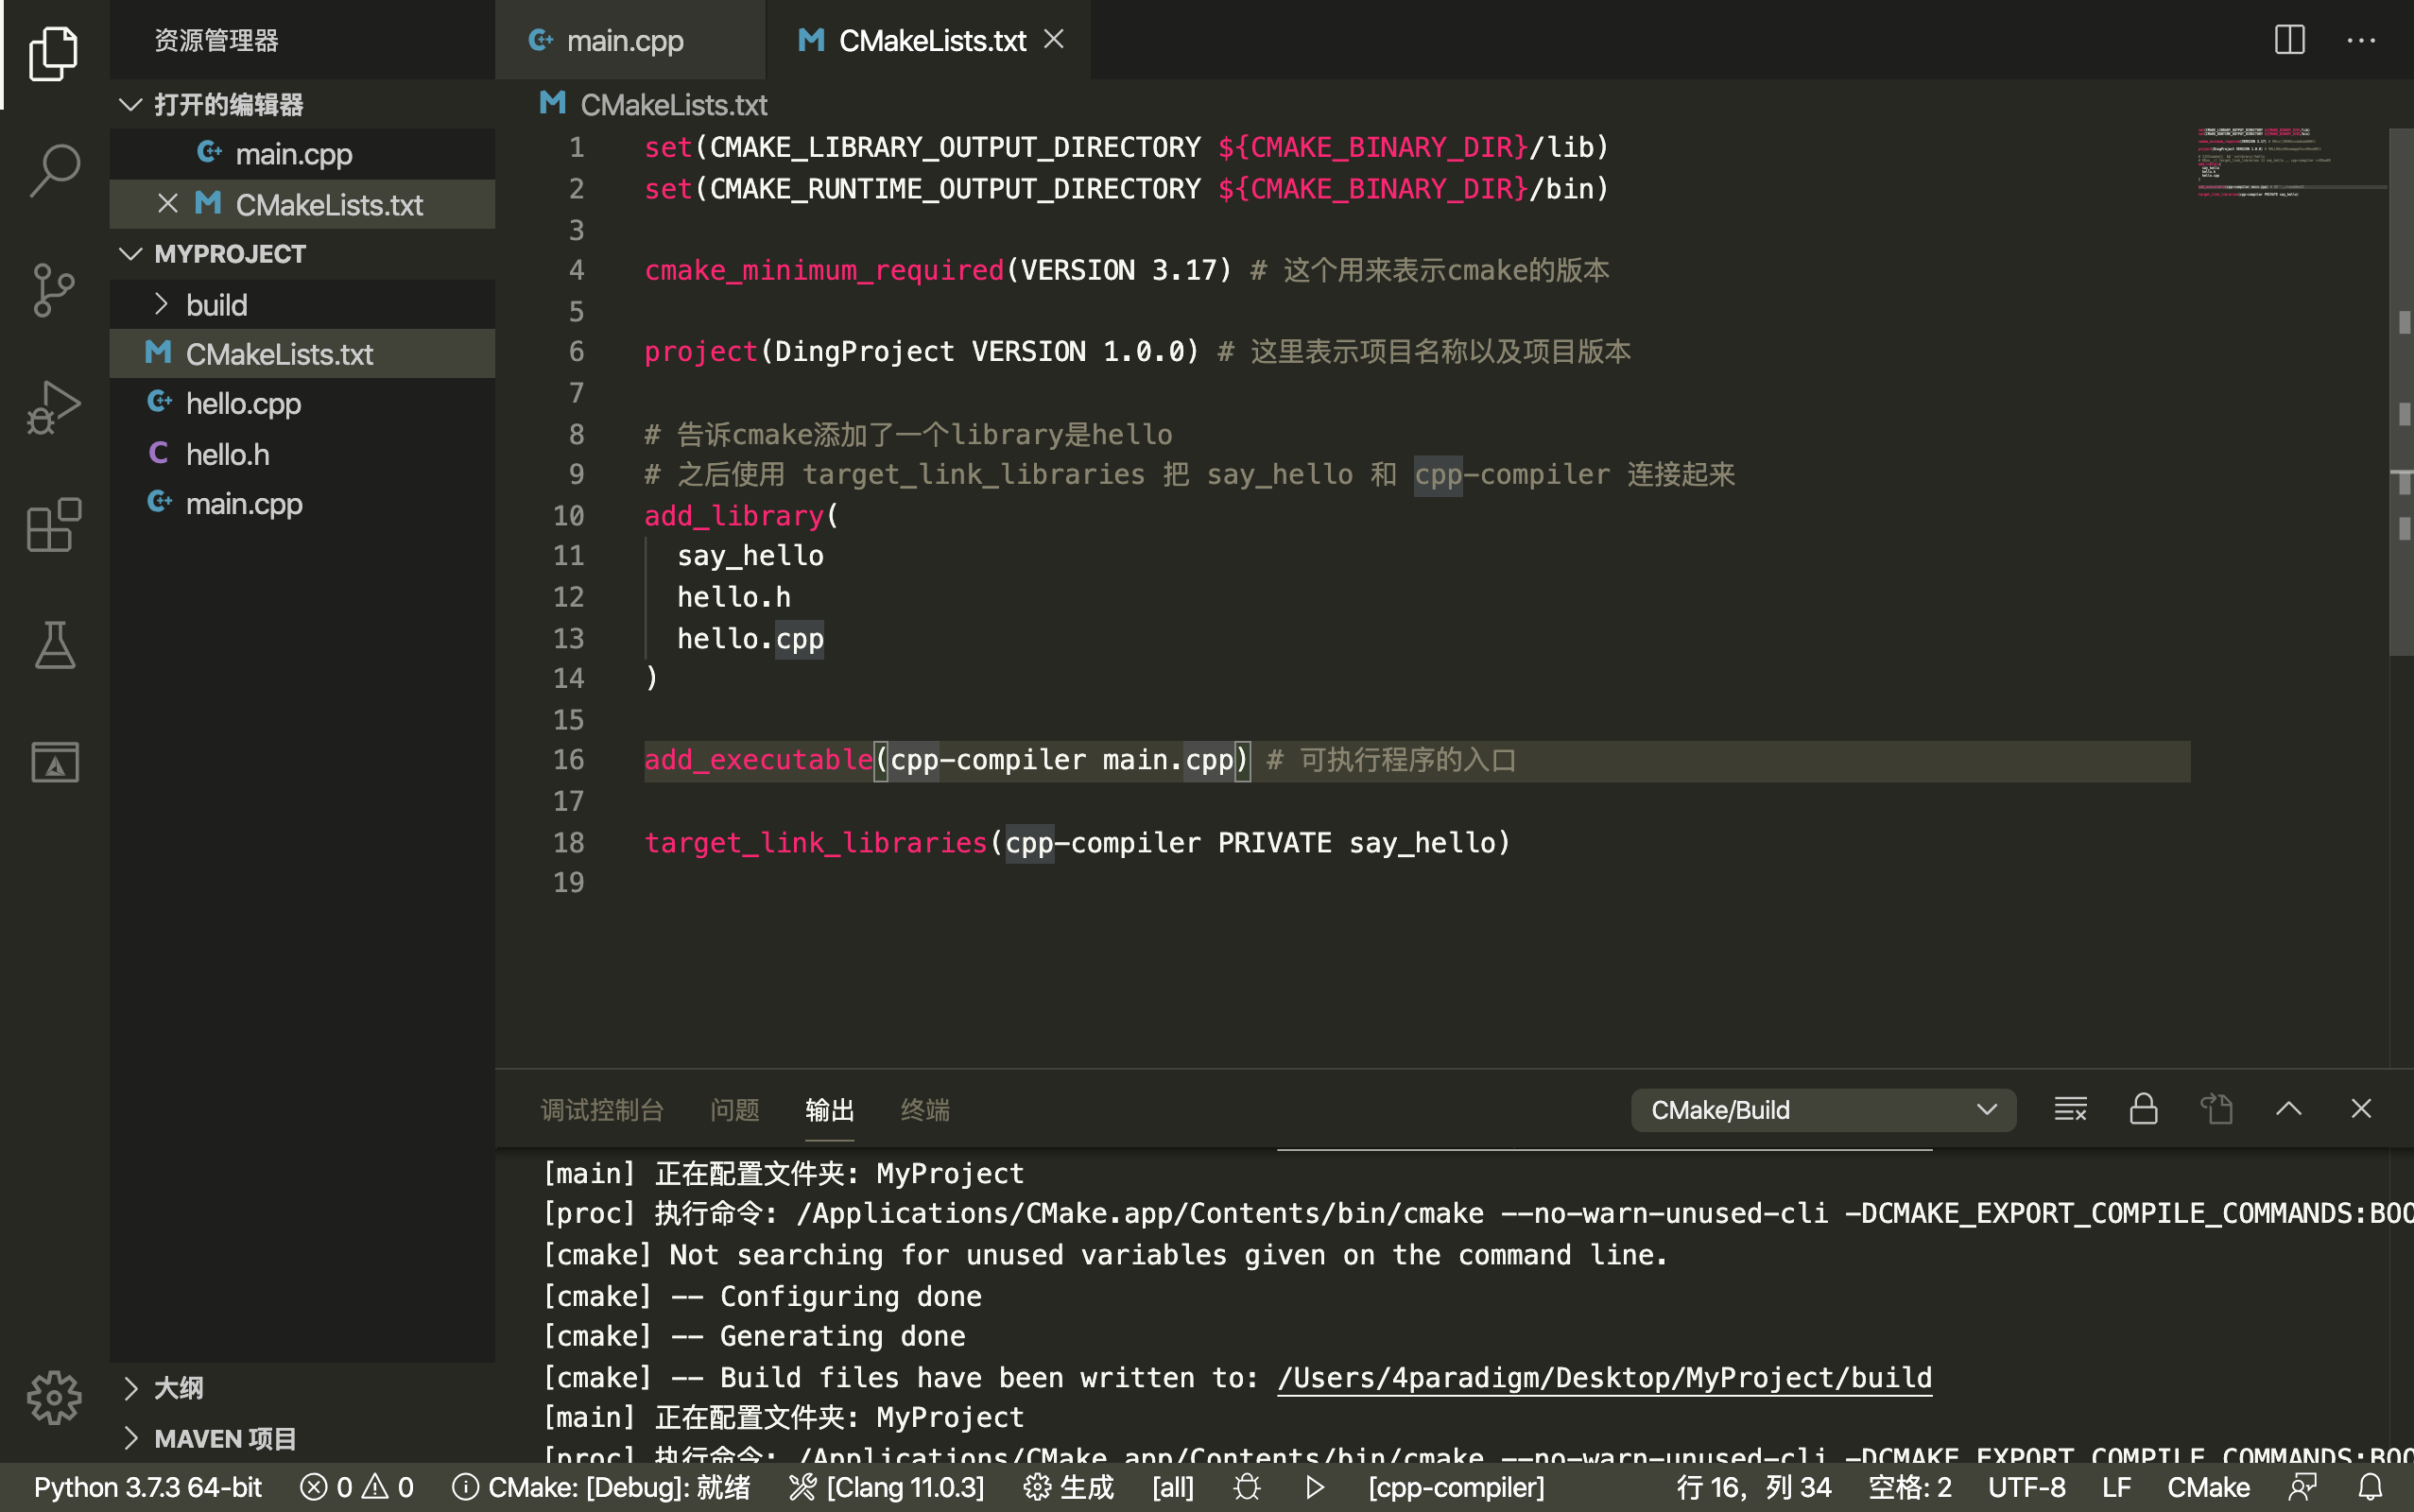 资源管理器
打开的编辑器
main.cpp
CMakeLists.txt
MYPROJECT
build
CMakeLists.txt
hello.cpp
hello.h
main.cpp
大纲
MAVEN 项目
main.cpp
CMakeLists.txt
CMakeLists.txt
1 set(CMAKE_LIBRARY_OUTPUT_DIRECTORY ${CMAKE_BINARY_DIR}/lib)
2 set(CMAKE_RUNTIME_OUTPUT_DIRECTORY ${CMAKE_BINARY_DIR}/bin)
3
4 cmake_minimum_required(VERSION 3.17) # 这个用来表示cmake的版本
5
6 project(DingProject VERSION 1.0.0) # 这里表示项目名称以及项目版本
7
8 # 告诉cmake添加了一个library是hello
9 # 之后使用 target_link_libraries 把 say_hello 和 cpp-compiler 连接起来
10 add_library(
11 say_hello
12 hello.h
13 hello.cpp
14 )
15
16 add_executable(cpp-compiler main.cpp) # 可执行程序的入口
17
18 target_link_libraries(cpp-compiler PRIVATE say_hello)
19
调试控制台 问题 输出 终端 CMake/Build
[main] 正在配置文件夹: MyProject
[proc] 执行命令: /Applications/CMake.app/Contents/bin/cmake --no-warn-unused-cli -DCMAKE_EXPORT_COMPILE_COMMANDS:BOO
[cmake] Not searching for unused variables given on the command line.
[cmake] -- Configuring done
[cmake] -- Generating done
[cmake] -- Build files have been written to: /Users/4paradigm/Desktop/MyProject/build
[main] 正在配置文件夹: MyProject
[proc] 执行命令: /Applications/CMake.app/Contents/bin/cmake --no-warn-unused-cli -DCMAKE_EXPORT_COMPILE_COMMANDS:BOO
Python 3.7.3 64-bit 0 0 CMake: [Debug]: 就绪 [Clang 11.0.3] 生成 [all] [cpp-compiler] 行 16, 列 34 空格: 2 UTF-8 LF CMake